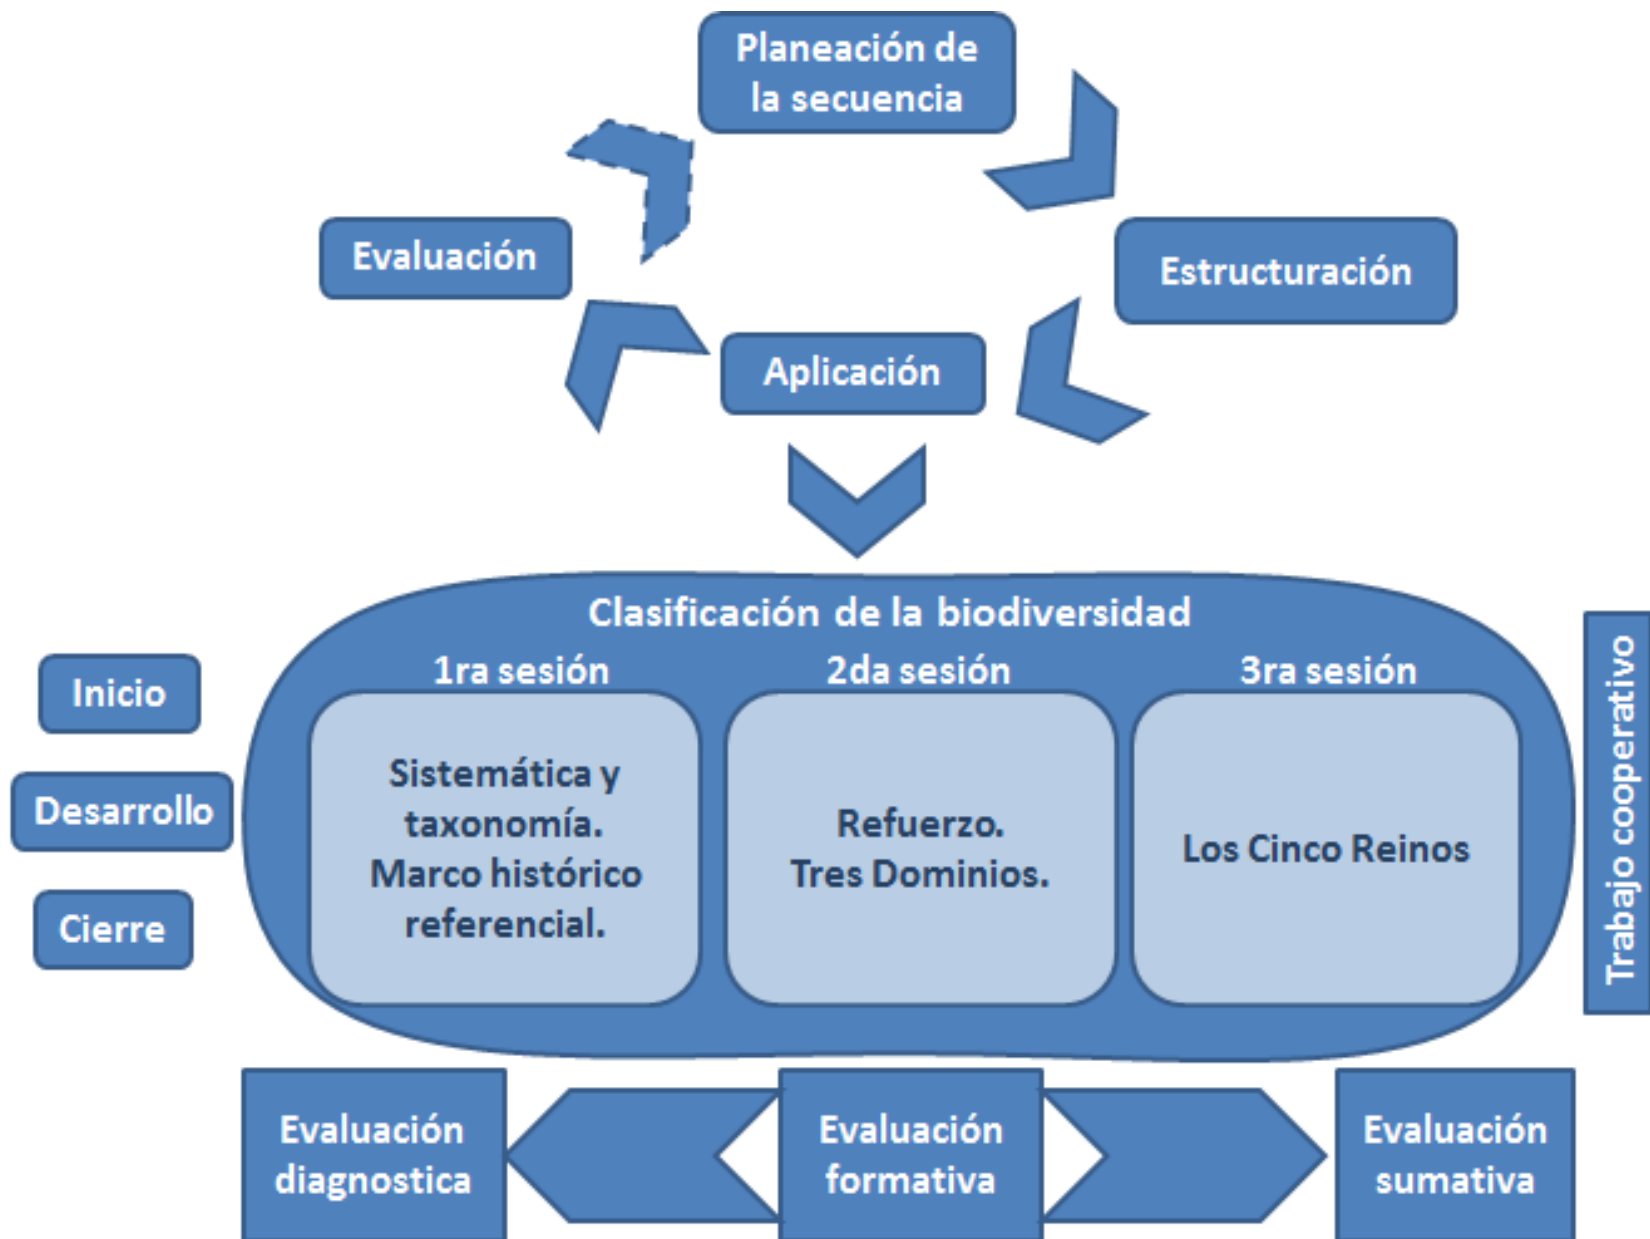 Planeación de
la secuencia
Evaluación
Estructuración
Aplicación
Clasificación de la biodiversidad
1ra sesión
2da sesión
3ra sesión
Inicio
Desarrollo
Cierre
Sistemática y
taxonomía.
Marco histórico
referencial.
Refuerzo.
Tres Dominios.
Los Cinco Reinos
Trabajo cooperativo
Evaluación
diagnostica
Evaluación
formativa
Evaluación
sumativa